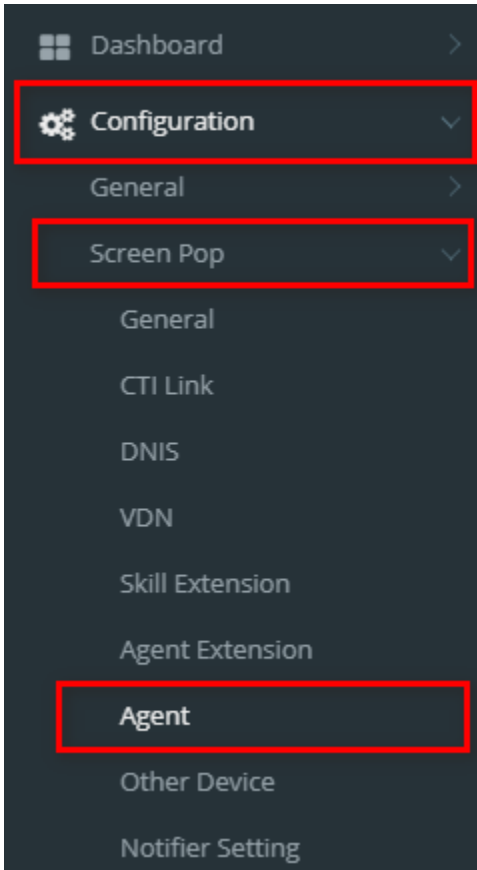 Dashboard
Configuration
General
Screen Pop
General
CTI Link
DNIS
VDN
Skill Extension
Agent Extension
Agent
Other Device
Notifier Setting